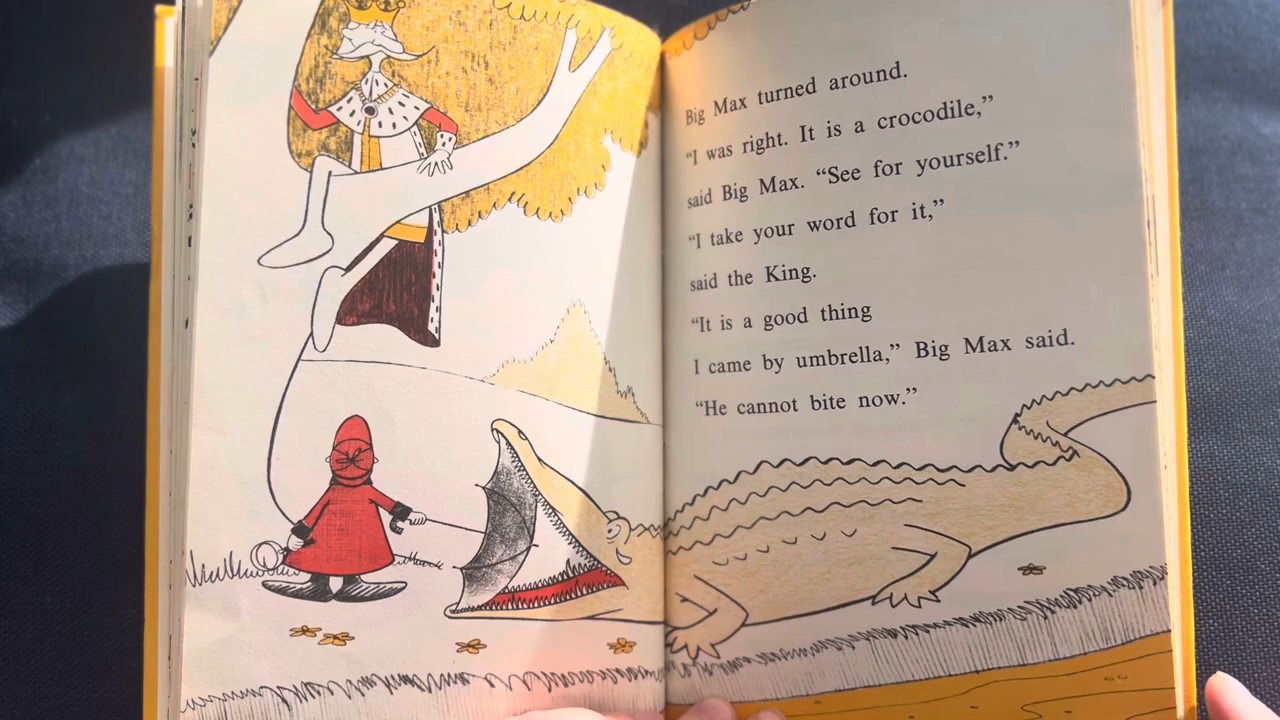 Big Max turned around.
“I was right. It is a crocodile,”
said Big Max. “See for yourself.”
“I take your word for it,”
said the King.
“It is a good thing
I came by umbrella,” Big Max said.
“He cannot bite now.”